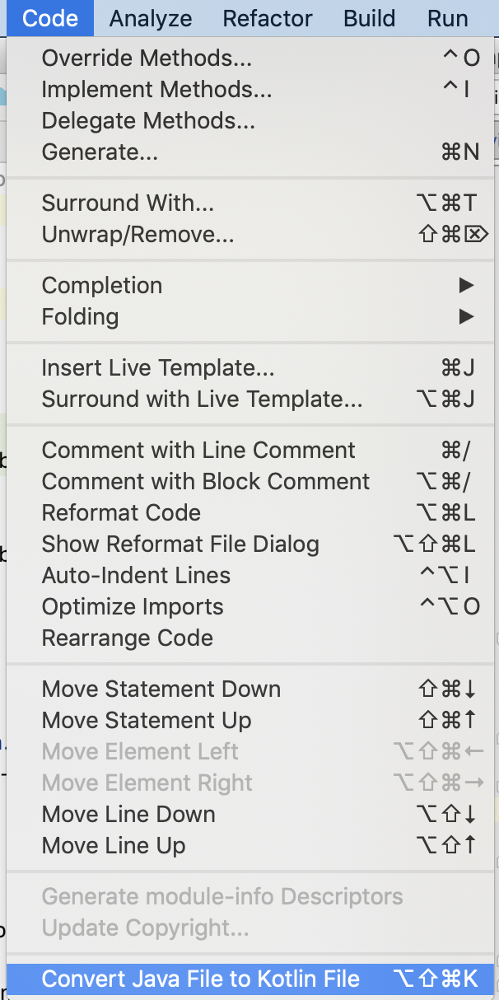 Code Analyze Refactor Build Run
Override Methods... ^ O
Implement Methods... ^ I
Delegate Methods...
Generate... ⌘N
Surround With... ⌥⌘T
Unwrap/Remove... ⇧⌘⌦
Completion ▶
Folding ▶
Insert Live Template... ⌘J
Surround with Live Template... ⌥⌘J
Comment with Line Comment ⌘/
Comment with Block Comment ⌥⌘/
Reformat Code ⌥⌘L
Show Reformat File Dialog ⌥⇧⌘L
Auto-Indent Lines ^⌥ I
Optimize Imports ^⌥ O
Rearrange Code
Move Statement Down ⇧⌘↓
Move Statement Up ⇧⌘↑
Move Element Left ⌥⇧⌘←
Move Element Right ⌥⇧⌘→
Move Line Down ⌥⇧↓
Move Line Up ⌥⇧↑
Generate module-info Descriptors
Update Copyright...
Convert Java File to Kotlin File ⌥⇧⌘K